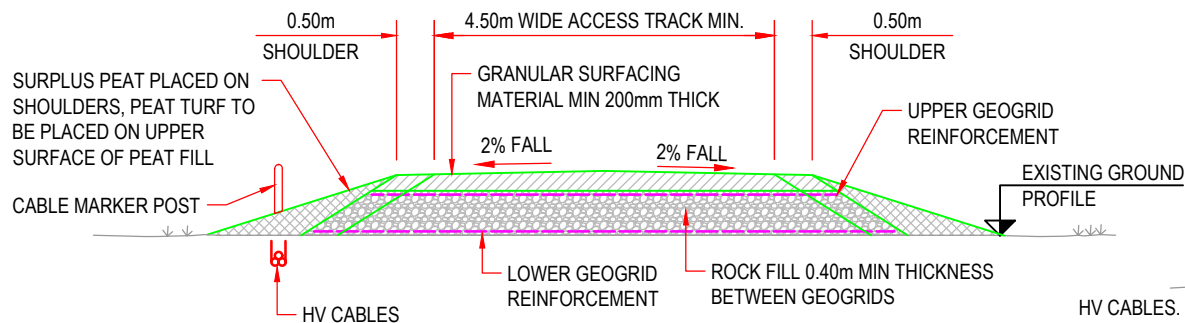 0.50m
4.50m WIDE ACCESS TRACK MIN.
0.50m
SHOULDER
SHOULDER
SURPLUS PEAT PLACED ON
SHOULDERS, PEAT TURF TO
BE PLACED ON UPPER
SURFACE OF PEAT FILL
GRANULAR SURFACING
MATERIAL MIN 200mm THICK
UPPER GEOGRID
REINFORCEMENT
2% FALL
2% FALL
EXISTING GROUND
PROFILE
CABLE MARKER POST
LOWER GEOGRID
REINFORCEMENT
ROCK FILL 0.40m MIN THICKNESS
BETWEEN GEOGRIDS
HV CABLES
HV CABLES.